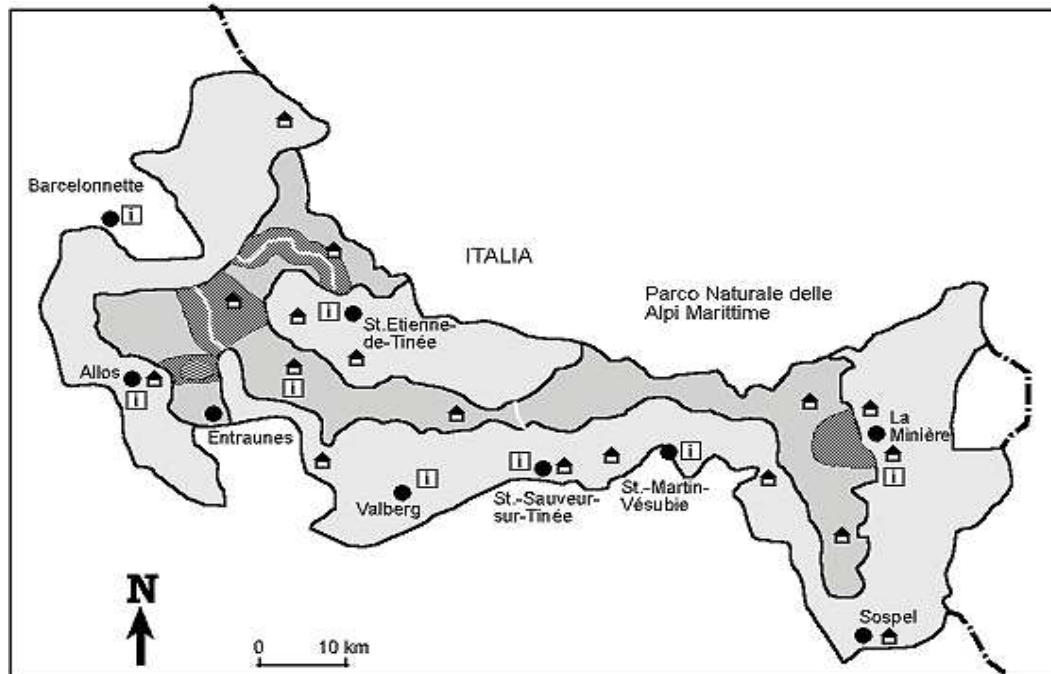 Barcelonnette
i
ITALIA
Parco Naturale delle
Alpi Marittime
i
St.Etienne-
de-Tinée
Allos
i
i
Entraunes
La
Minière
i
i
i
i
Valberg
St.-Sauveur-
sur-Tinée
St.-Martin-
Vésubie
N
Sospel
0 10 km